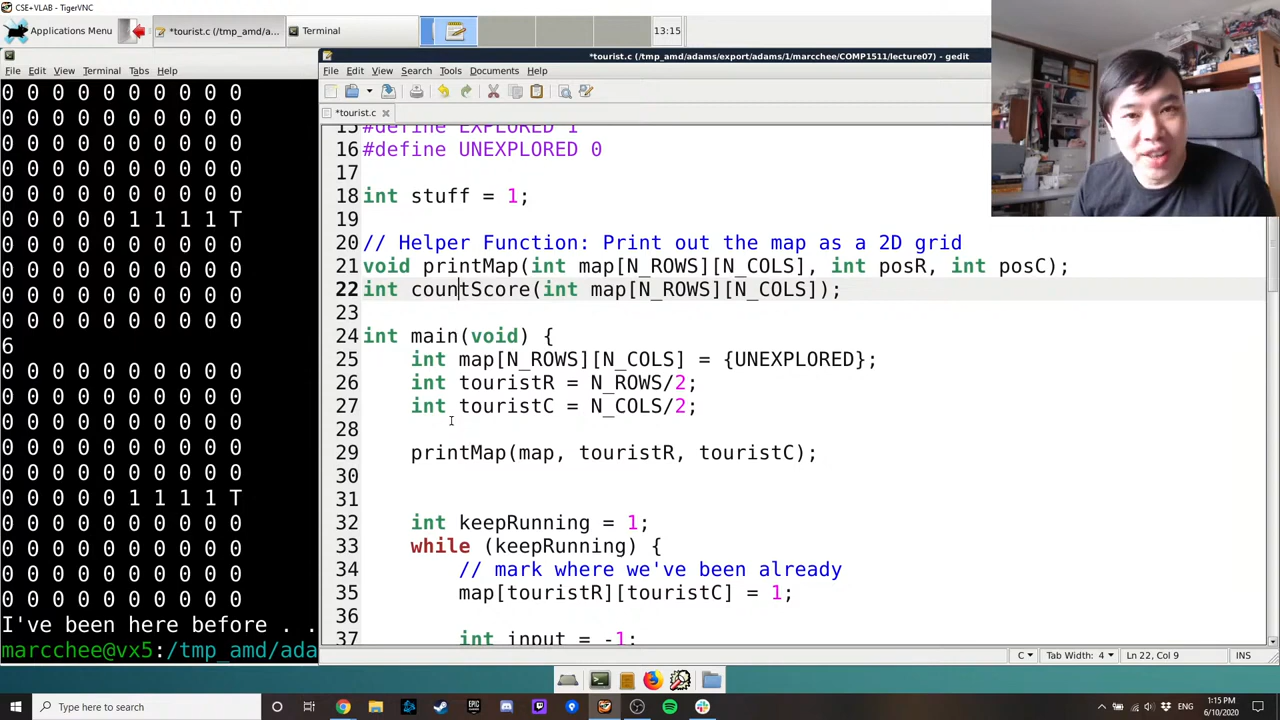 CSE+VLAB - TigerVNC
Applications Menu
*tourist.c (/tmp_amd/a...
Terminal
13:15
*tourist.c (/tmp_amd/adams/export/adams/1/marcchee/COMP1511/lecture07) - gedit
File Edit View Terminal Tabs Help
File Edit View Search Tools Documents Help
*tourist.c
0 0 0 0 0 0 0 0 0 0
0 0 0 0 0 0 0 0 0 0
0 0 0 0 0 0 0 0 0 0
0 0 0 0 0 0 0 0 0 0
0 0 0 0 0 0 0 0 0 0
0 0 0 0 0 1 1 1 1 T
0 0 0 0 0 0 0 0 0 0
0 0 0 0 0 0 0 0 0 0
0 0 0 0 0 0 0 0 0 0
0 0 0 0 0 0 0 0 0 0
6
0 0 0 0 0 0 0 0 0 0
0 0 0 0 0 0 0 0 0 0
0 0 0 0 0 0 0 0 0 0
0 0 0 0 0 0 0 0 0 0
0 0 0 0 0 0 0 0 0 0
0 0 0 0 0 1 1 1 1 T
0 0 0 0 0 0 0 0 0 0
0 0 0 0 0 0 0 0 0 0
0 0 0 0 0 0 0 0 0 0
0 0 0 0 0 0 0 0 0 0
I've been here before . .
marcchee@vx5:/tmp_amd/ada
15 #define EXPLORED 1
16 #define UNEXPLORED 0
17
18 int stuff = 1;
19
20 // Helper Function: Print out the map as a 2D grid
21 void printMap(int map[N_ROWS][N_COLS], int posR, int posC);
22 int countScore(int map[N_ROWS][N_COLS]);
23
24 int main(void) {
25     int map[N_ROWS][N_COLS] = {UNEXPLORED};
26     int touristR = N_ROWS/2;
27     int touristC = N_COLS/2;
28
29     printMap(map, touristR, touristC);
30
31
32     int keepRunning = 1;
33     while (keepRunning) {
34         // mark where we've been already
35         map[touristR][touristC] = 1;
36
37         int input = -1;
C Tab Width: 4 Ln 22, Col 9 INS
Type here to search
ENG
1:15 PM
6/10/2020